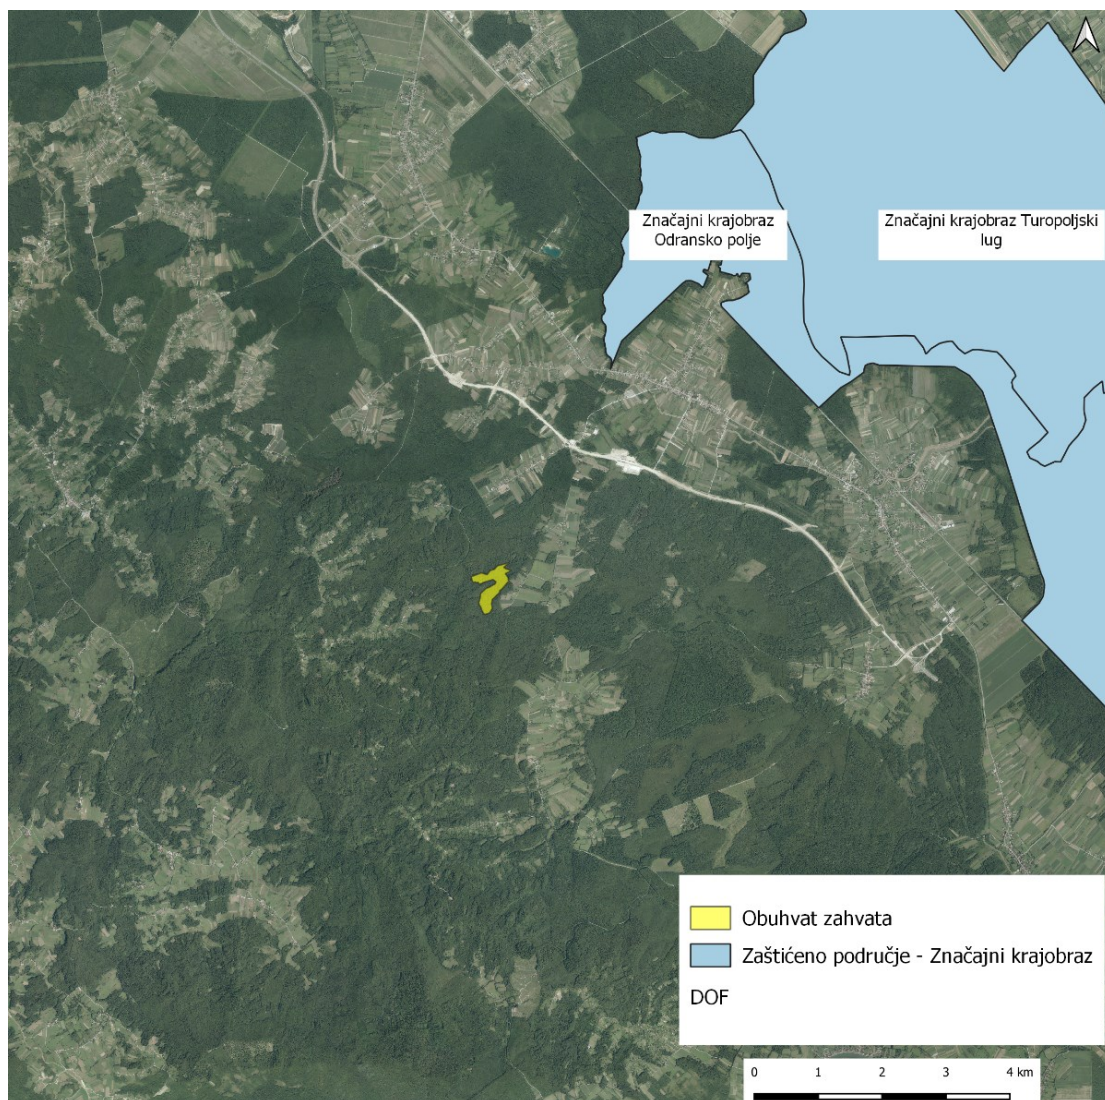 Značajni krajobraz
Odransko polje
Značajni krajobraz Turopoljski
lug
Obuhvat zahvata
Zaštićeno područje - Značajni krajobraz
DOF
0 1 2 3 4 km